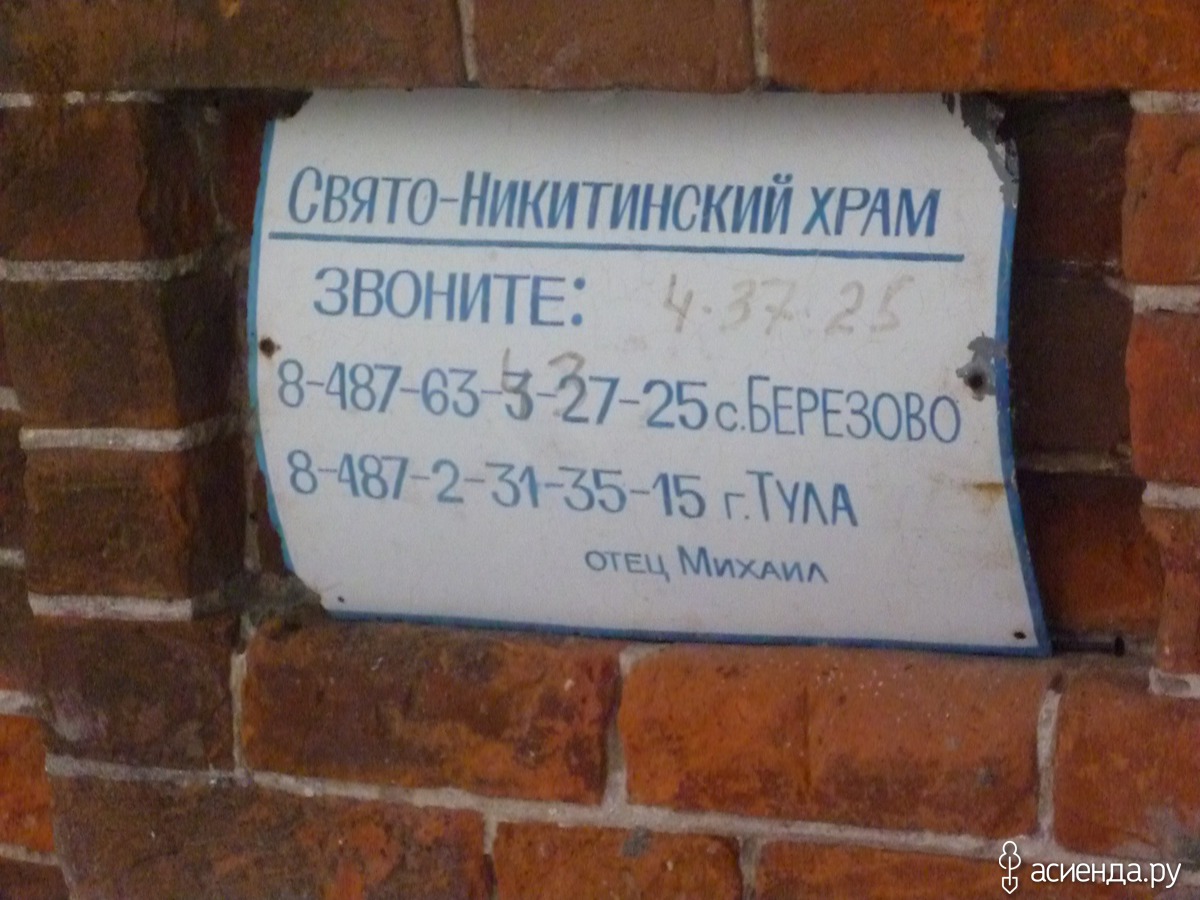 СВЯТО-НИКИТИНСКИЙ ХРАМ
ЗВОНИТЕ: 4-37 25
8-487-63-3-27-25 с.БЕРЕЗОВО
8-487-2-31-35-15 г.ТУЛА
ОТЕЦ МИХАИЛ
асиенда.ру